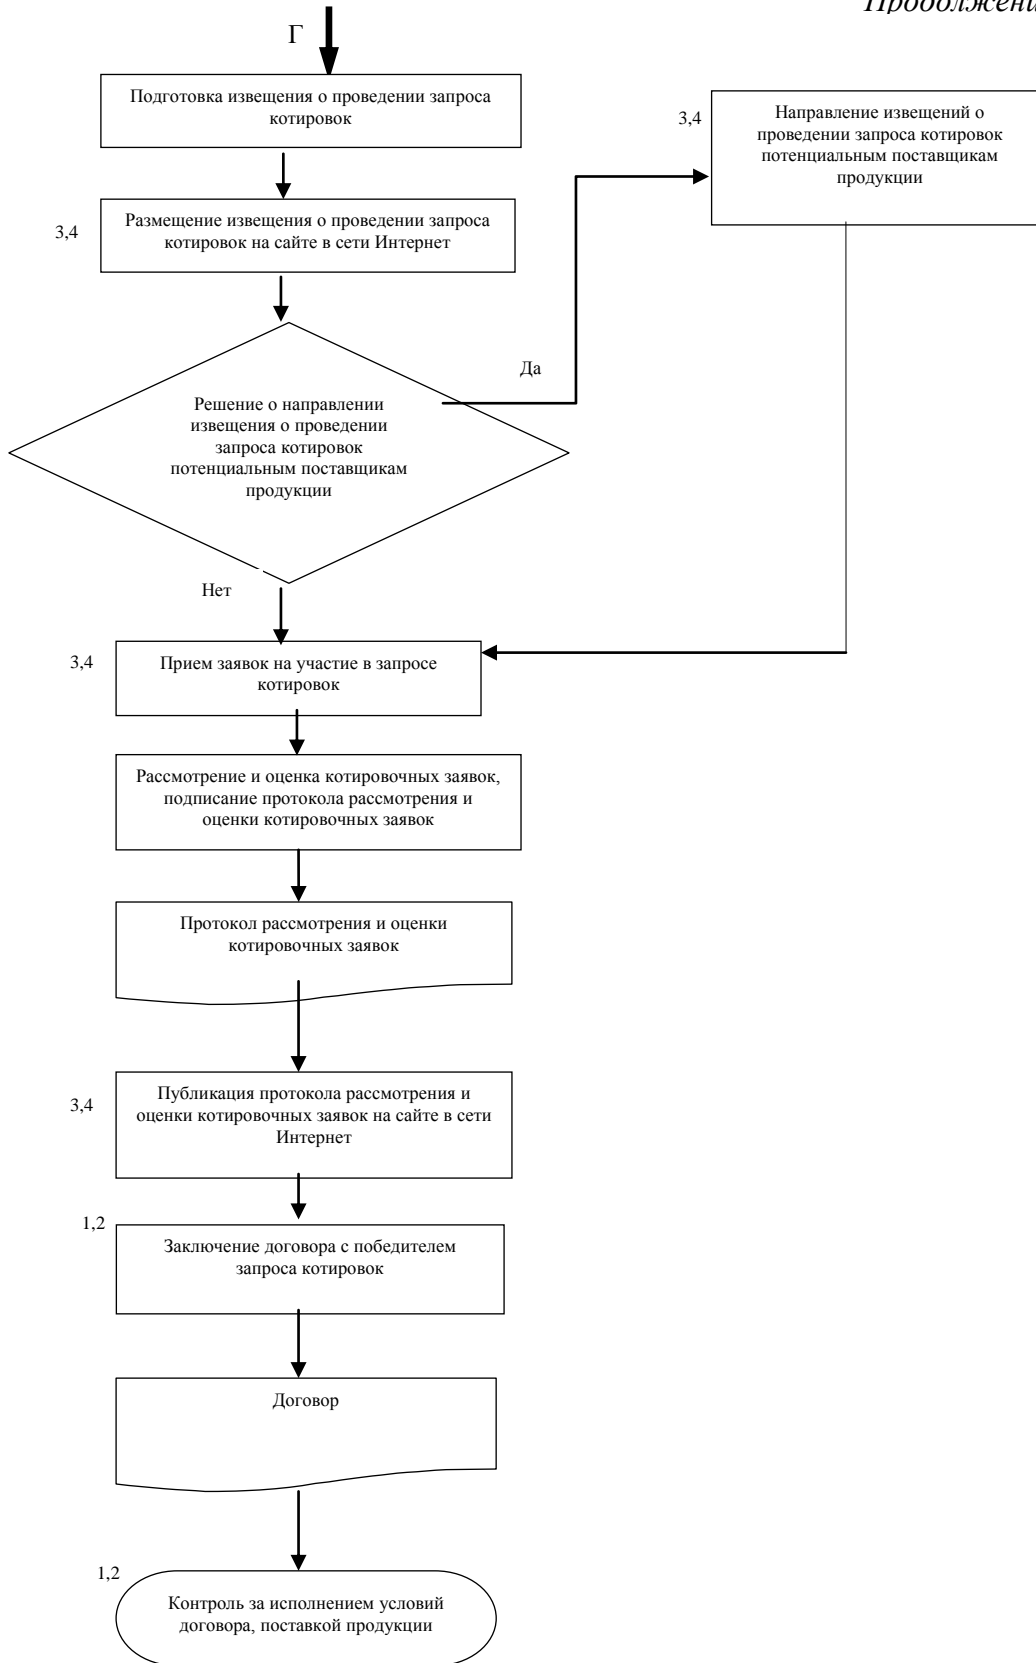 Продолжени
Г
Подготовка извещения о проведении запроса
котировок
3,4
Направление извещений о
проведении запроса котировок
потенциальным поставщикам
продукции
3,4
Размещение извещения о проведении запроса
котировок на сайте в сети Интернет
Да
Решение о направлении
извещения о проведении
запроса котировок
потенциальным поставщикам
продукции
Нет
3,4
Прием заявок на участие в запросе
котировок
Рассмотрение и оценка котировочных заявок,
подписание протокола рассмотрения и
оценки котировочных заявок
Протокол рассмотрения и оценки
котировочных заявок
3,4
Публикация протокола рассмотрения и
оценки котировочных заявок на сайте в сети
Интернет
1,2
Заключение договора с победителем
запроса котировок
Договор
1,2
Контроль за исполнением условий
договора, поставкой продукции